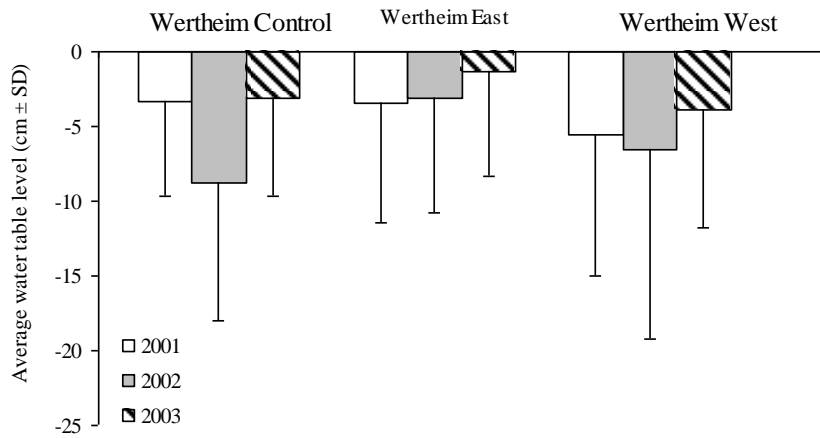 Wertheim Control
Wertheim East
Wertheim West
Average water table level (cm ± SD)
0
-5
-10
-15
-20
-25
2001
2002
2003